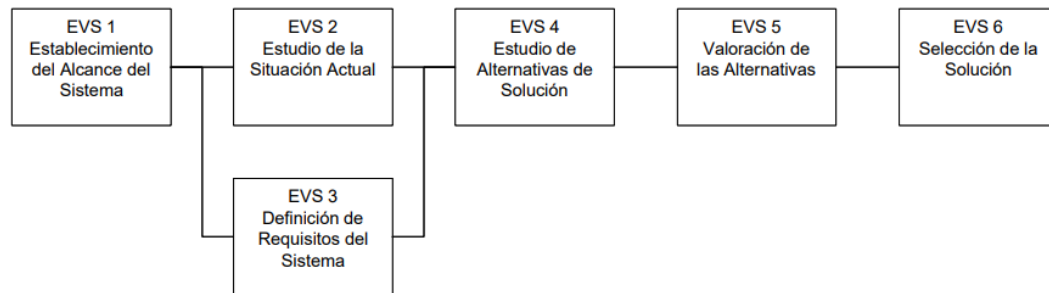 EVS 1
Establecimiento
del Alcance del
Sistema
EVS 2
Estudio de la
Situación Actual
EVS 4
Estudio de
Alternativas de
Solución
EVS 5
Valoración de
las Alternativas
EVS 6
Selección de la
Solución
EVS 3
Definición de
Requisitos del
Sistema